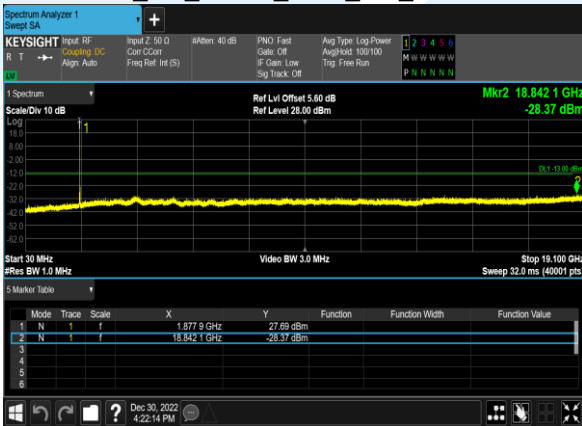 Spectrum Analyzer 1
Swept SA
+
KEYSIGHT
R T
LU
Input: RF
Coupling: DC
Align: Auto
Input Z: 50 Ω
Corr CCorr
Freq Ref: Int (S)
#Atten: 40 dB
PNO: Fast
Gate: Off
IF Gain: Low
Sig Track: Off
Avg Type: Log-Power
Avg|Hold: 100/100
Trig: Free Run
1 2 3 4 5 6
M W W W W W
P N N N N N
1 Spectrum
Scale/Div 10 dB
Ref Lvl Offset 5.60 dB
Ref Level 28.00 dBm
Mkr2 18.842 1 GHz
-28.37 dBm
Log
1
18.0
8.00
-2.00
-12.0
DL1 -13.00 dBm
2
-22.0
-32.0
-42.0
-52.0
-62.0
Start 30 MHz
#Res BW 1.0 MHz
Video BW 3.0 MHz
Stop 19.100 GHz
Sweep 32.0 ms (40001 pts
5 Marker Table
Mode Trace Scale X Y Function Function Width Function Value
1 N 1 f 1.877 9 GHz 27.69 dBm
2 N 1 f 18.842 1 GHz -28.37 dBm
3
4
5
6
?
Dec 30, 2022
4:22:14 PM